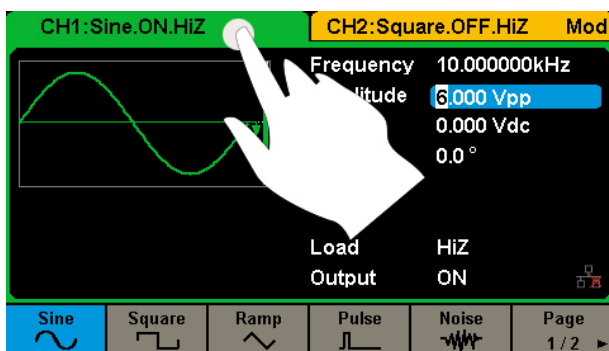 CH1:Sine.ON.HiZ CH2:Square.OFF.HiZ Mod
Frequency 10.000000kHz
6.000 Vpp
0.000 Vdc
0.0 °
Load HiZ
Output ON
Sine Square Ramp Pulse Noise Page
1 / 2 ►